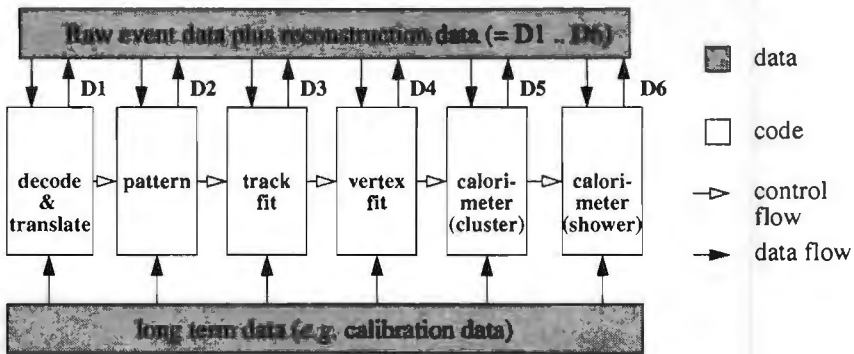 Raw event data plus reconstruction data (= D1 .. D6)
D1
D2
D3
D4
D5
D6
decode
&
translate
pattern
track
fit
vertex
fit
calori-
meter
(cluster)
calori-
meter
(shower)
long term data (e.g. calibration data)
data
code
control
flow
data flow